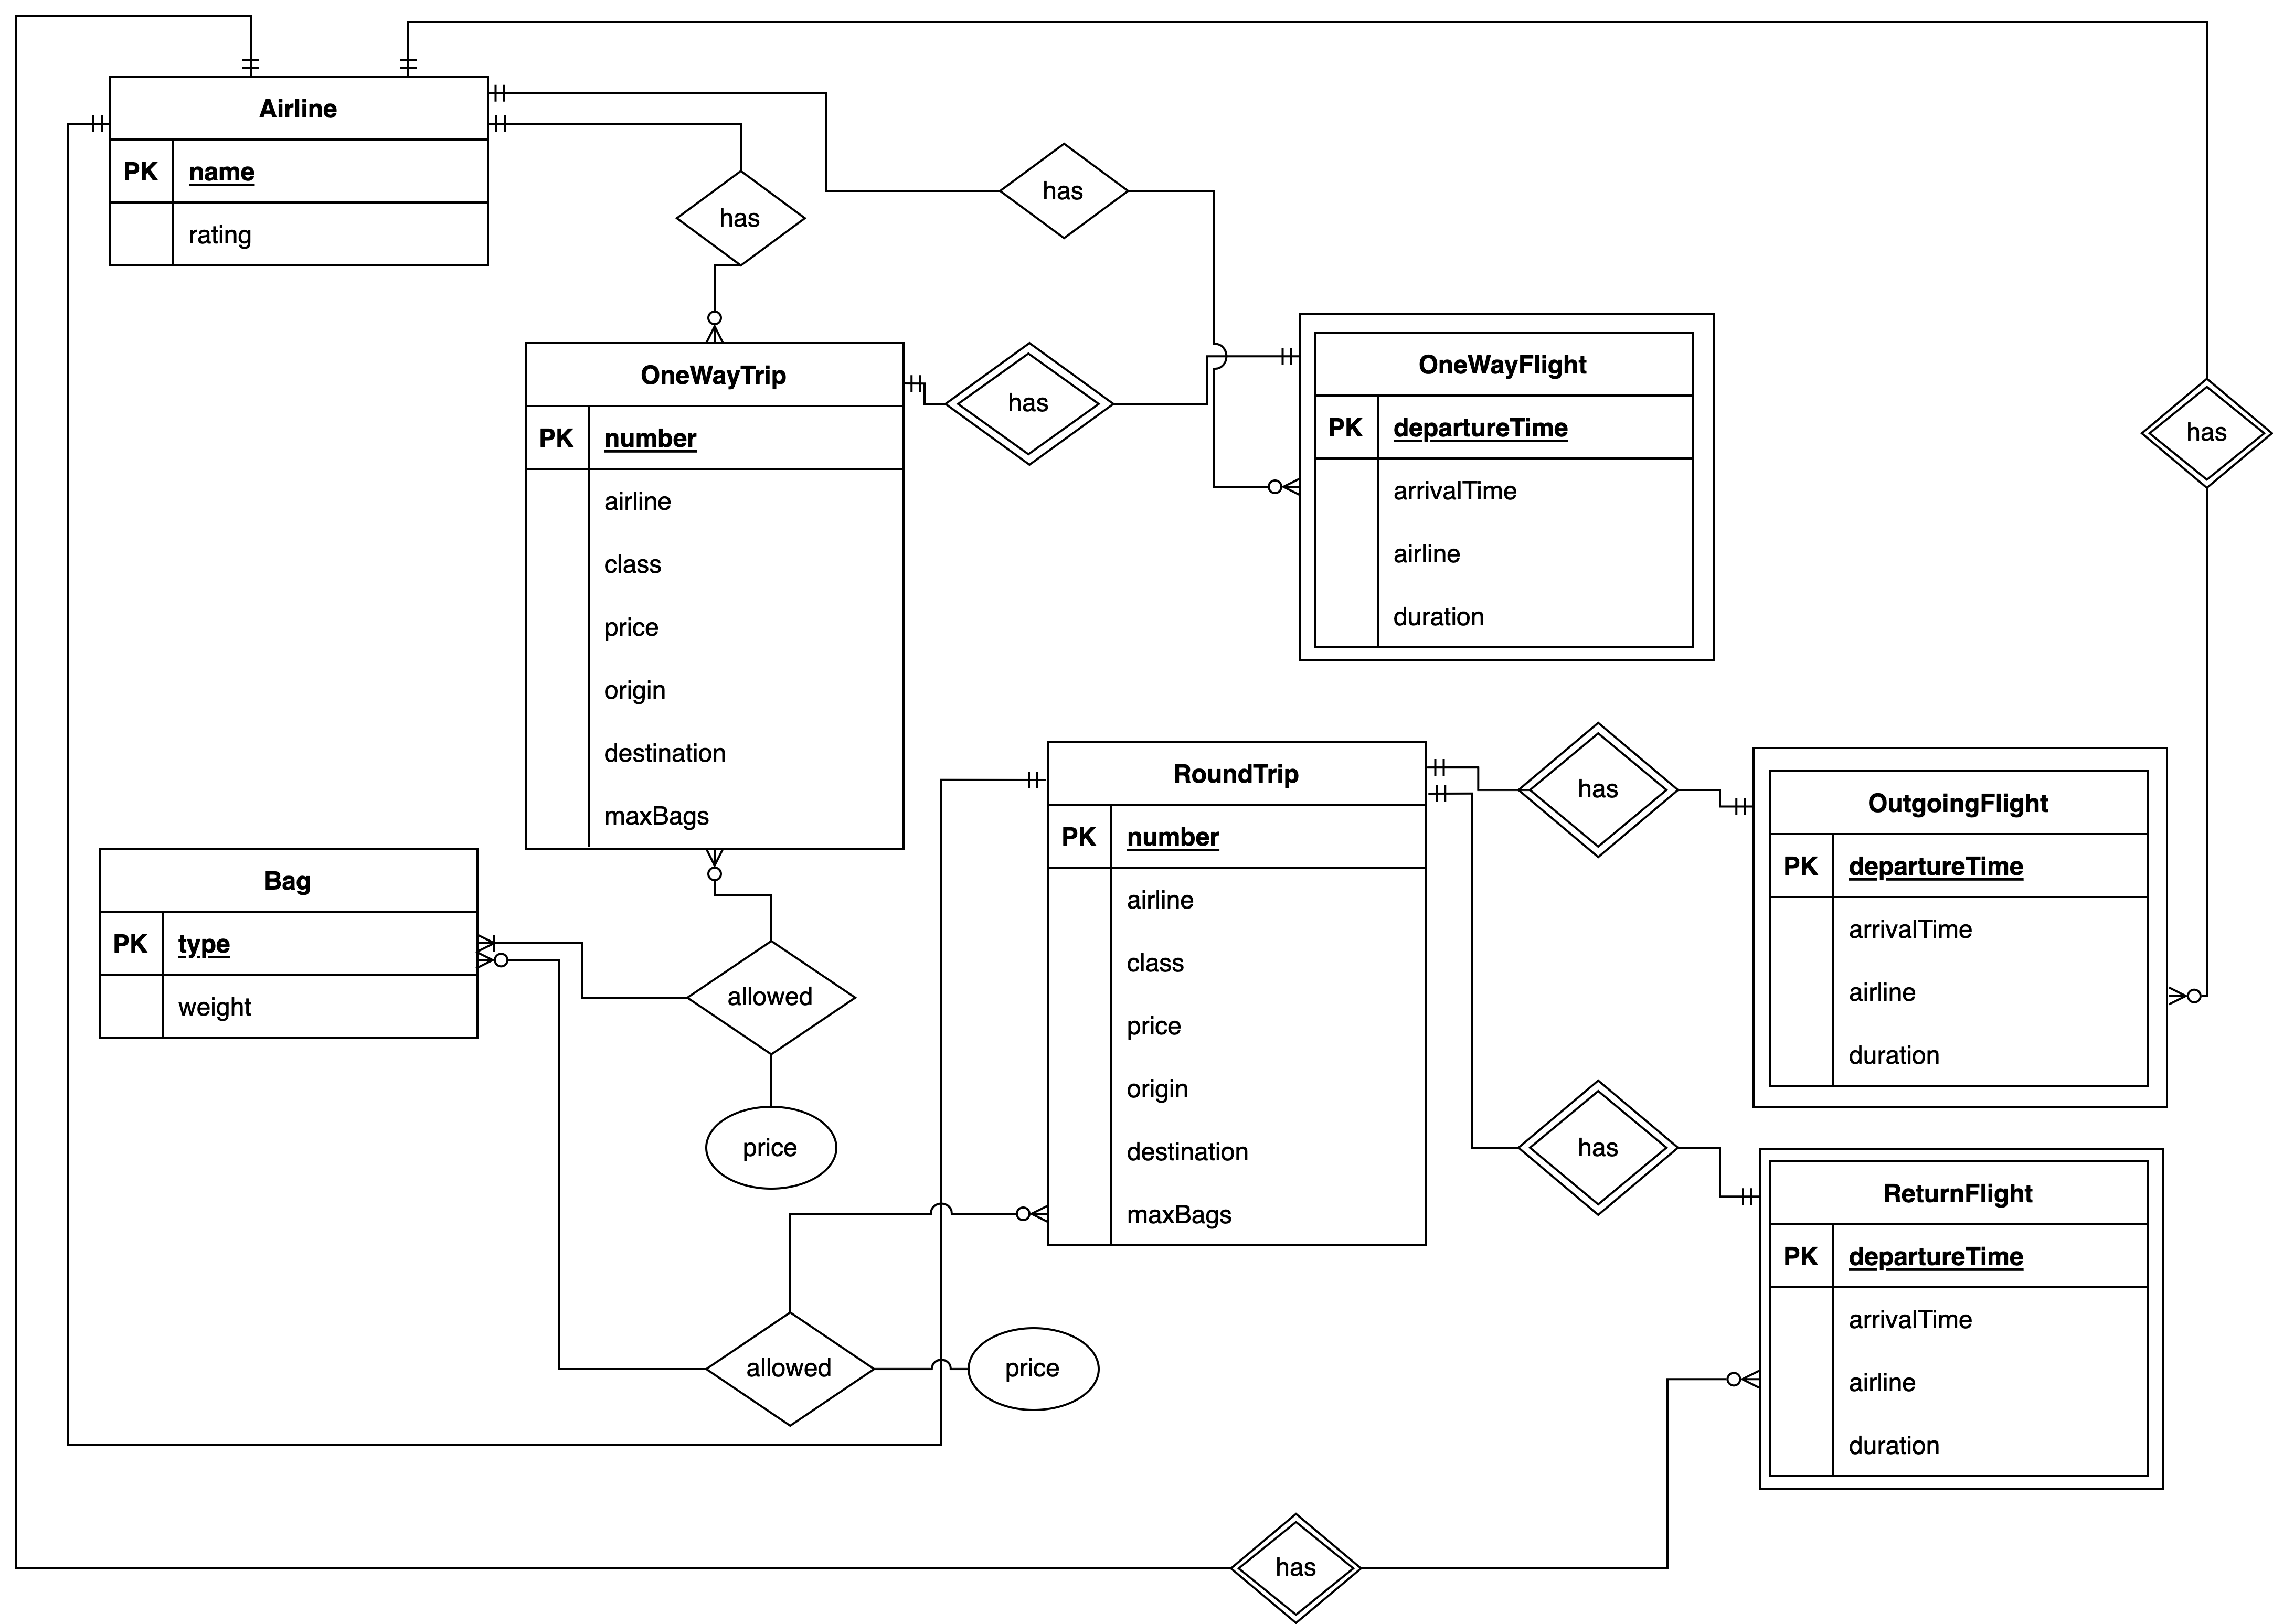 Airline
PK name
rating
has
has
OneWayTrip
PK number
airline
class
price
origin
destination
maxBags
has
OneWayFlight
PK departureTime
arrivalTime
airline
duration
has
Bag
PK type
weight
allowed
price
RoundTrip
PK number
airline
class
price
origin
destination
maxBags
has
OutgoingFlight
PK departureTime
arrivalTime
airline
duration
has
ReturnFlight
PK departureTime
arrivalTime
airline
duration
allowed
price
has